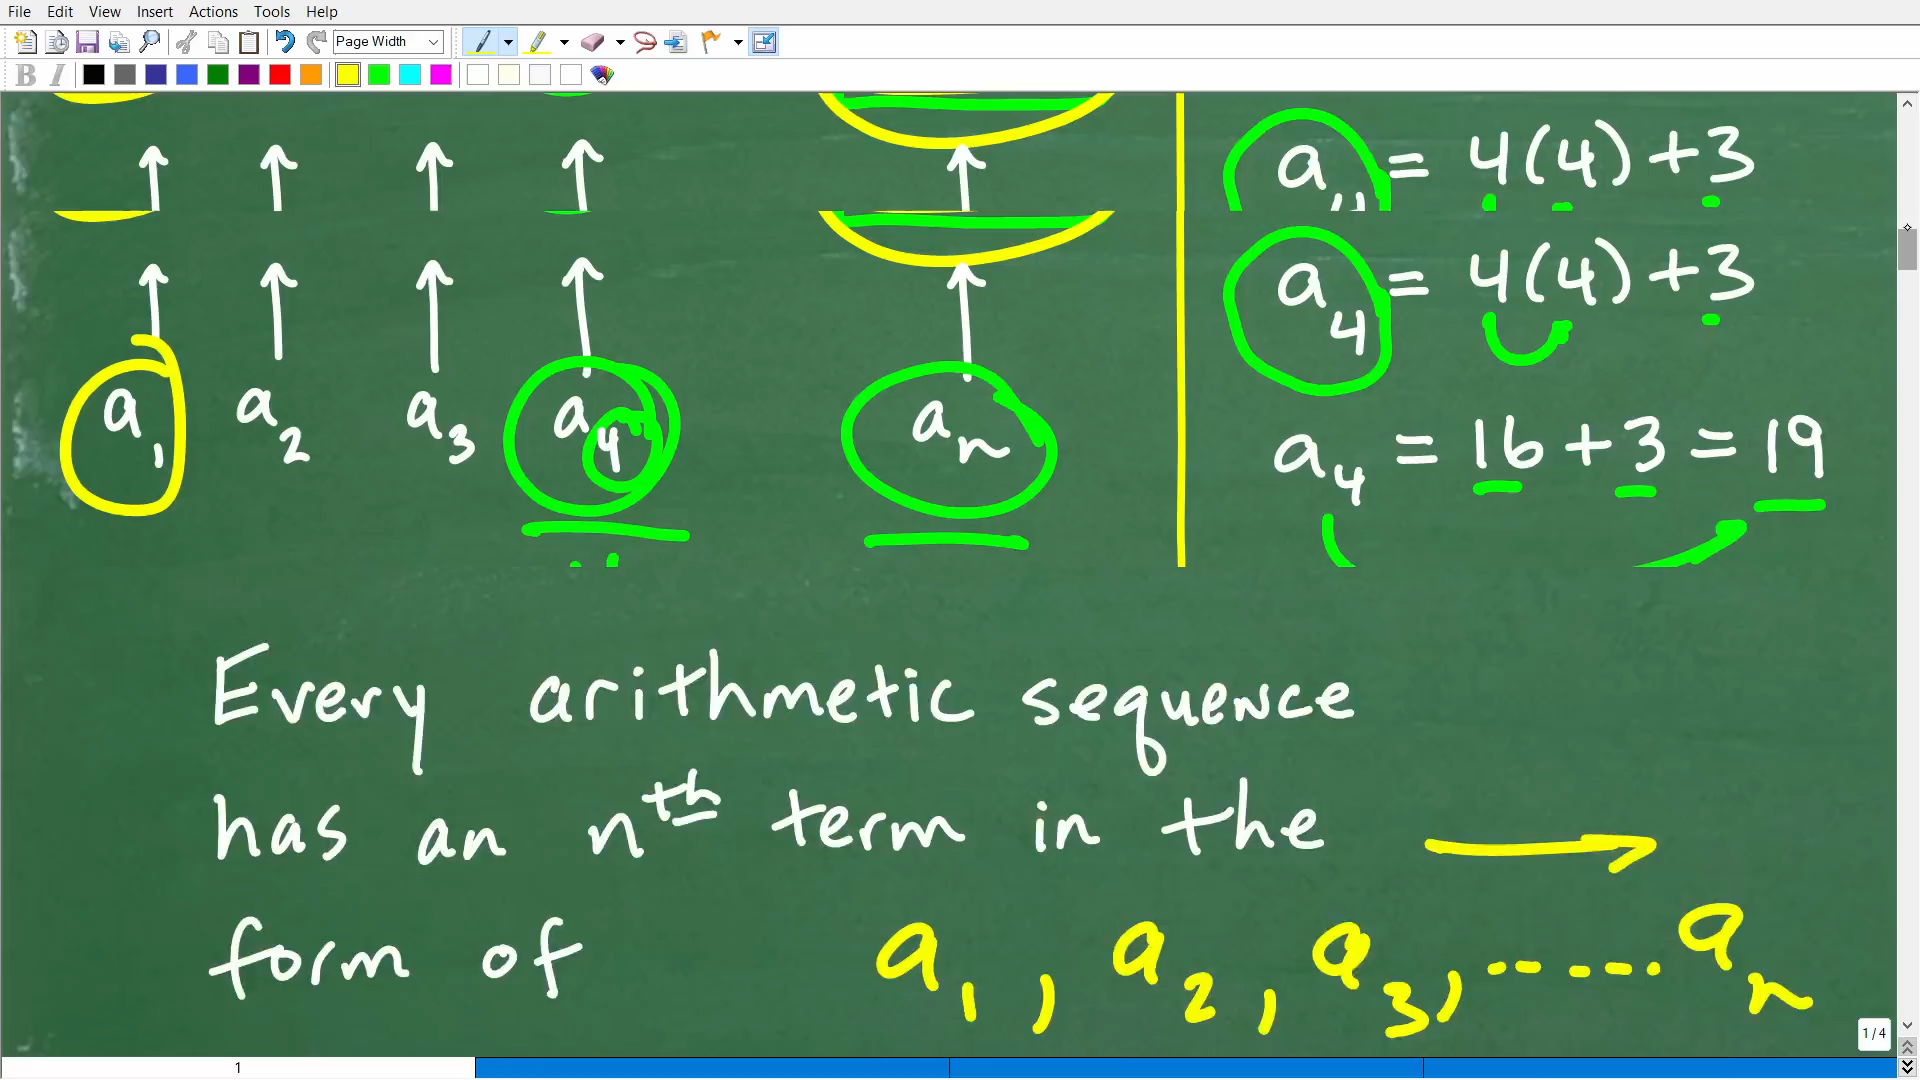 File Edit View Insert Actions Tools Help
B I Page Width
a = 4(4) + 3
a₄ = 4(4) + 3
a₁ a₂ a₃ a₄ aₙ
a₄ = 16 + 3 = 19
Every arithmetic sequence
has an nth term in the
form of a₁, a₂, a₃, ....... aₙ
1 / 4
1